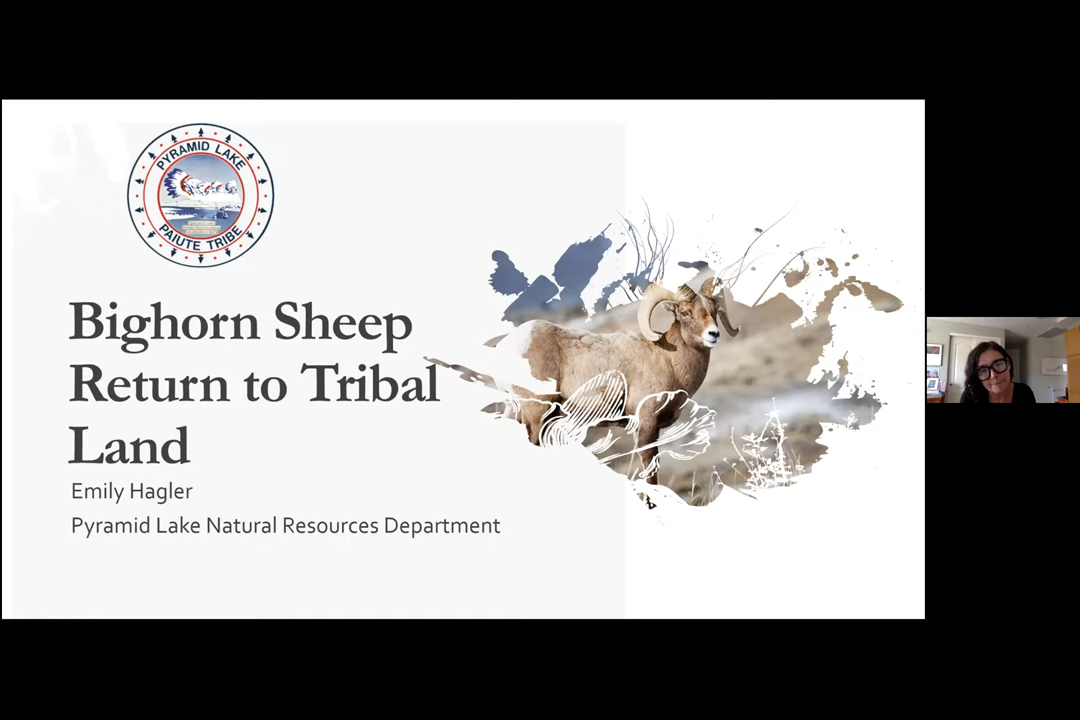 PYRAMID LAKE
PAIUTE TRIBE
Bighorn Sheep
Return to Tribal
Land
Emily Hagler
Pyramid Lake Natural Resources Department